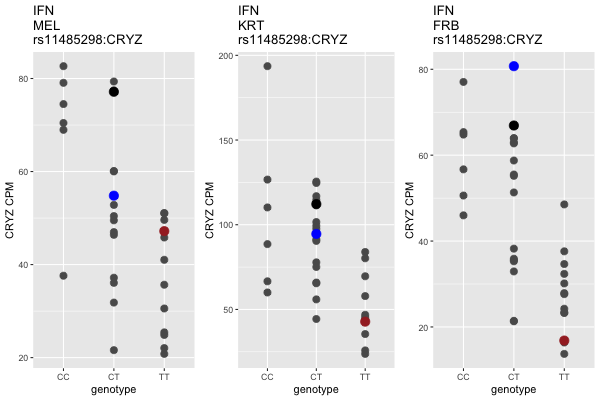 IFN
MEL
rs11485298:CRYZ
CRYZ CPM
80
60
40
20
CC
CT
TT
genotype
IFN
KRT
rs11485298:CRYZ
CRYZ CPM
200
150
100
50
CC
CT
TT
genotype
IFN
FRB
rs11485298:CRYZ
CRYZ CPM
80
60
40
20
CC
CT
TT
genotype